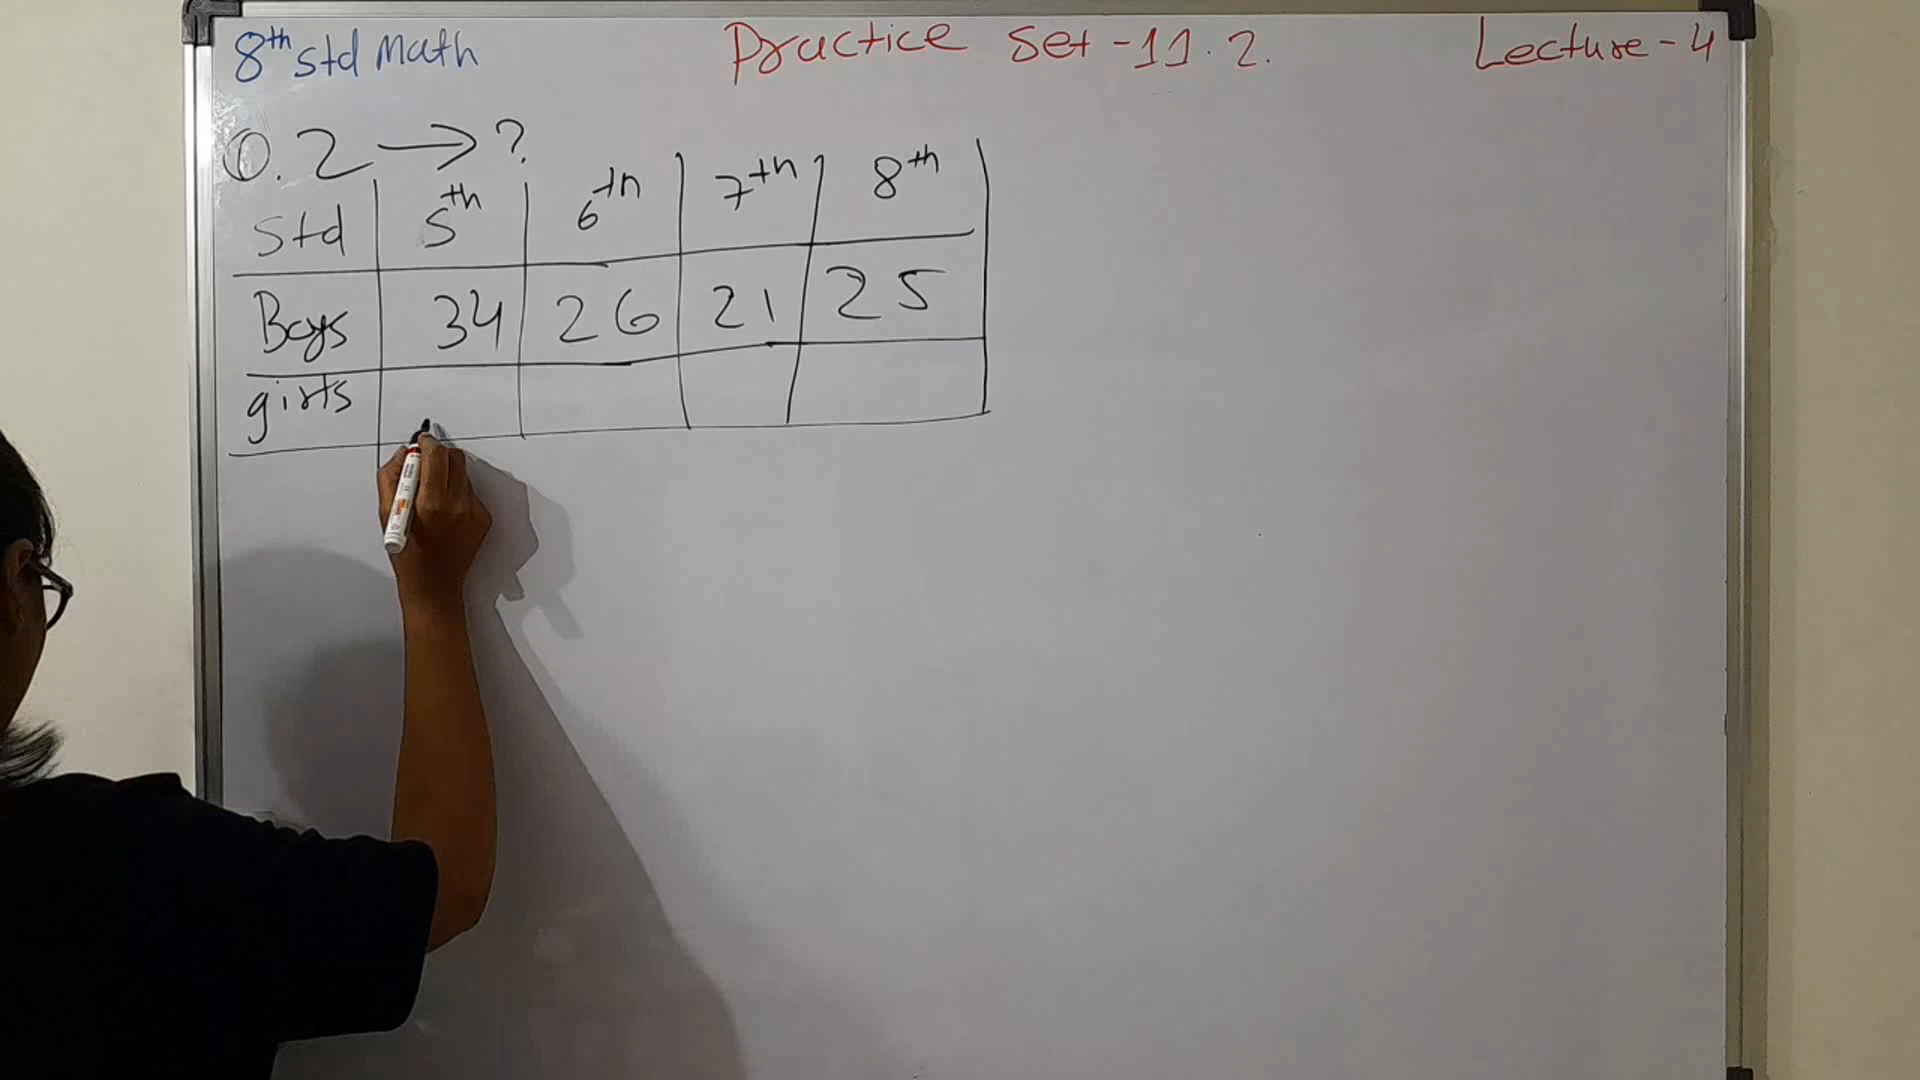 8th std Math Practice Set-11.2. Lecture-4
Q.2 → ?
Std 5th 6th 7th 8th
Boys 34 26 21 25
girls